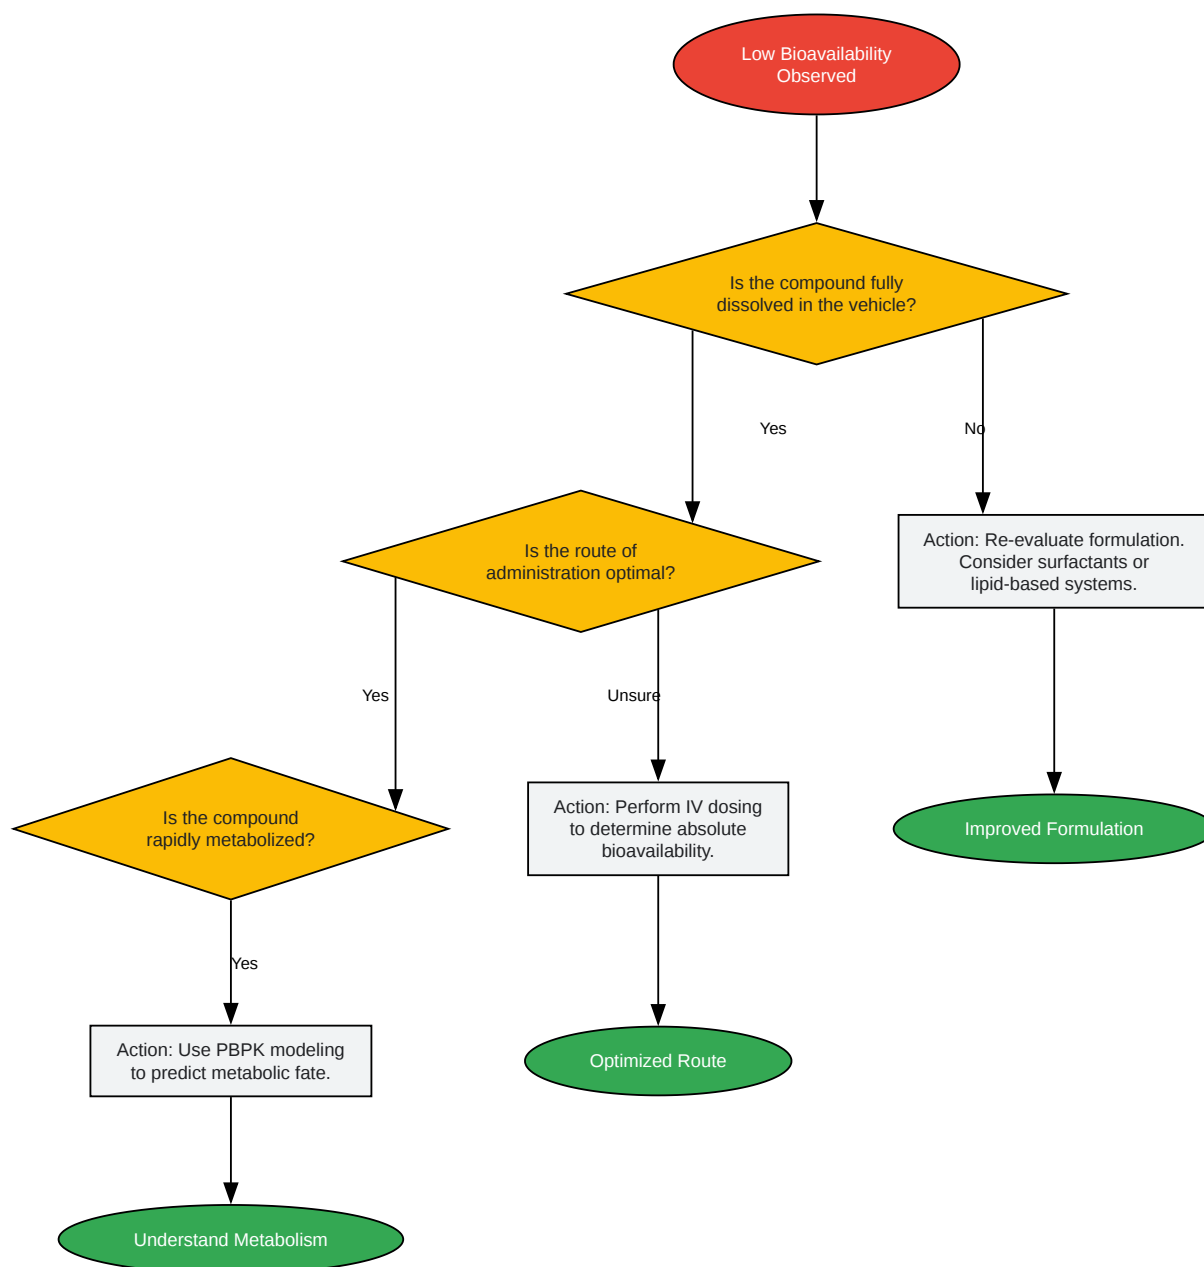 Low Bioavailability
Observed
Is the compound fully
dissolved in the vehicle?
Yes
No
Is the route of
administration optimal?
Action: Re-evaluate formulation.
Consider surfactants or
lipid-based systems.
Yes
Unsure
Is the compound
rapidly metabolized?
Action: Perform IV dosing
to determine absolute
bioavailability.
Improved Formulation
Yes
Action: Use PBPK modeling
to predict metabolic fate.
Optimized Route
Understand Metabolism